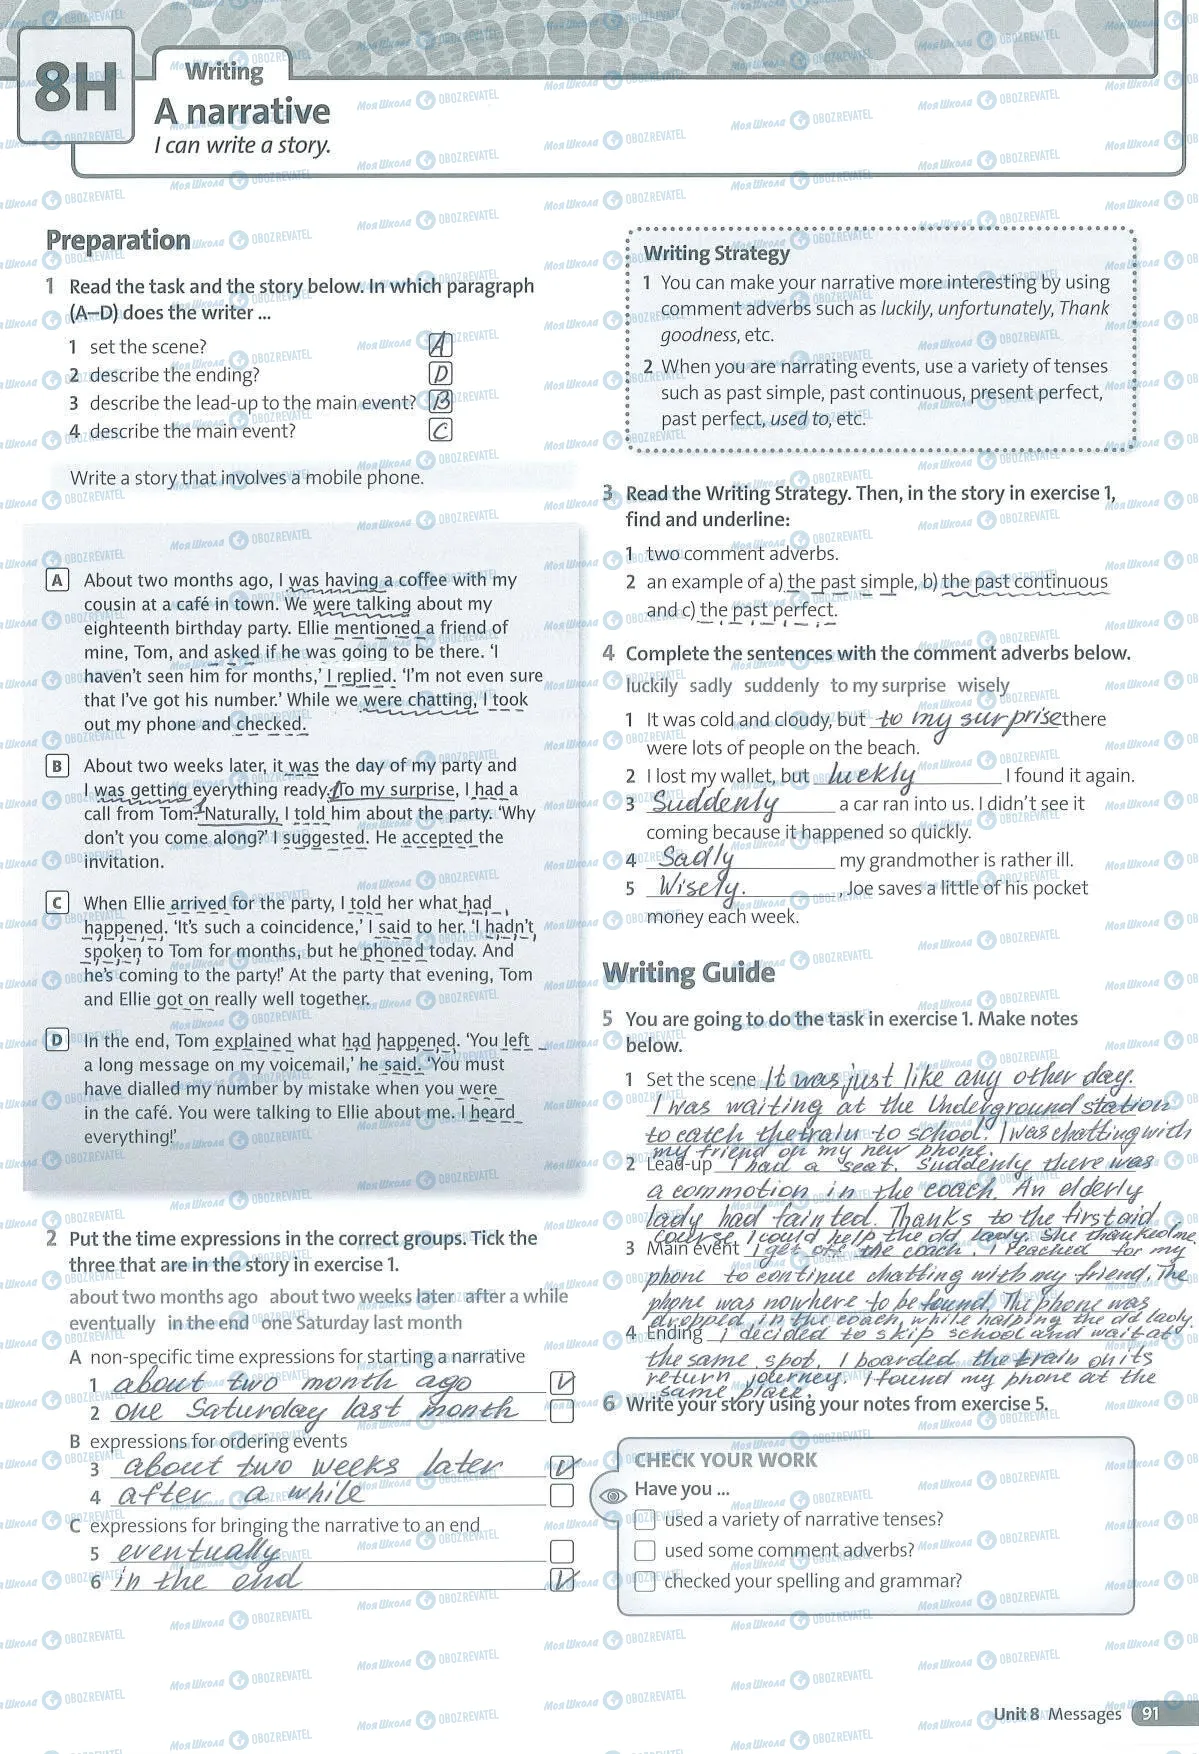 8H
Writing
A narrative
I can write a story.
Preparation
1 Read the task and the story below. In which paragraph
(A–D) does the writer ...
1 set the scene? A
2 describe the ending? D
3 describe the lead-up to the main event? B
4 describe the main event? C
Write a story that involves a mobile phone.
A About two months ago, I was having a coffee with my
cousin at a café in town. We were talking about my
eighteenth birthday party. Ellie mentioned a friend of
mine, Tom, and asked if he was going to be there. ‘I
haven’t seen him for months,’ I replied. ‘I’m not even sure
that I’ve got his number.’ While we were chatting, I took
out my phone and checked.
B About two weeks later, it was the day of my party and
I was getting everything ready. To my surprise, I had a
call from Tom. Naturally, I told him about the party. ‘Why
don’t you come along?’ I suggested. He accepted the
invitation.
C When Ellie arrived for the party, I told her what had
happened. ‘It’s such a coincidence,’ I said to her. ‘I hadn’t
spoken to Tom for months, but he phoned today. And
he’s coming to the party!’ At the party that evening, Tom
and Ellie got on really well together.
D In the end, Tom explained what had happened. ‘You left
a long message on my voicemail,’ he said. ‘You must
have dialled my number by mistake when you were
in the café. You were talking to Ellie about me. I heard
everything!’
2 Put the time expressions in the correct groups. Tick the
three that are in the story in exercise 1.
about two months ago about two weeks later after a while
eventually in the end one Saturday last month
A non-specific time expressions for starting a narrative
1 about two month ago V
2 one Saturday last month
B expressions for ordering events
3 about two weeks later V
4 after a while
C expressions for bringing the narrative to an end
5 eventually
6 in the end V
Writing Strategy
1 You can make your narrative more interesting by using
comment adverbs such as luckily, unfortunately, Thank
goodness, etc.
2 When you are narrating events, use a variety of tenses
such as past simple, past continuous, present perfect,
past perfect, used to, etc.
3 Read the Writing Strategy. Then, in the story in exercise 1,
find and underline:
1 two comment adverbs.
2 an example of a) the past simple, b) the past continuous
and c) the past perfect.
4 Complete the sentences with the comment adverbs below.
luckily sadly suddenly to my surprise wisely
1 It was cold and cloudy, but to my surprise there
were lots of people on the beach.
2 I lost my wallet, but luckly I found it again.
3 Suddenly a car ran into us. I didn’t see it
coming because it happened so quickly.
4 Sadly my grandmother is rather ill.
5 Wisely. , Joe saves a little of his pocket
money each week.
Writing Guide
5 You are going to do the task in exercise 1. Make notes
below.
1 Set the scene It was just like any other day.
I was waiting at the Underground station
to catch the train to school. I was chatting with
my friend on my new phone.
2 Lead-up I had a seat. Suddenly there was
a commotion in the coach. An elderly
lady had fainted. Thanks to the first aid
course I could help the old lady. She thanked me.
3 Main event I get off the coach, I reached for my
phone to continue chatting with my friend. The
phone was nowhere to be found. The phone was
dropped in the coach, while halping the old lady.
4 Ending I decided to skip school and wait at
the same spot. I boarded the train on its
return journey. I found my phone at the
same place.
6 Write your story using your notes from exercise 5.
CHECK YOUR WORK
Have you ...
used a variety of narrative tenses?
used some comment adverbs?
checked your spelling and grammar?
Unit 8 Messages 91
Моя Школа OBOZREVATEL